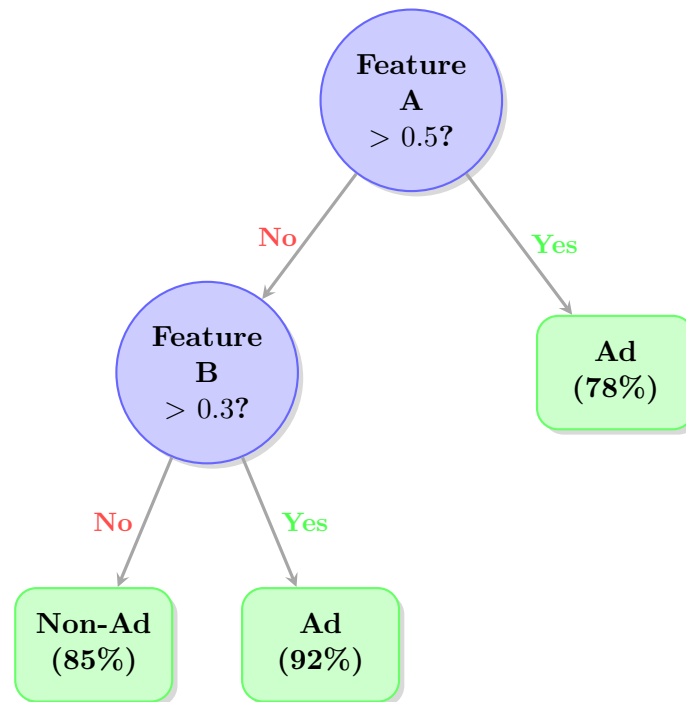 Feature
A
> 0.5?
No
Yes
Feature
B
> 0.3?
Ad
(78%)
No
Yes
Non-Ad
(85%)
Ad
(92%)